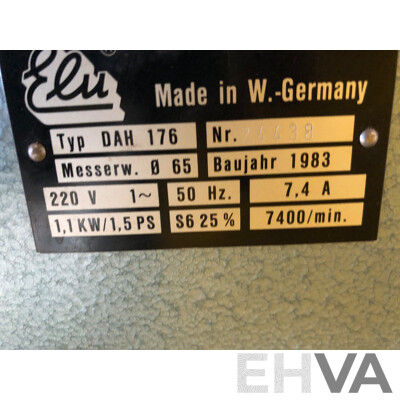 Elu ®
Made in W.-Germany
Typ DAH 176 Nr.
Messerw. Ø 65 Baujahr 1983
220 V 1~ 50 Hz. 7,4 A
1,1 KW/1,5 PS S6 25% 7400/min.
EHVA